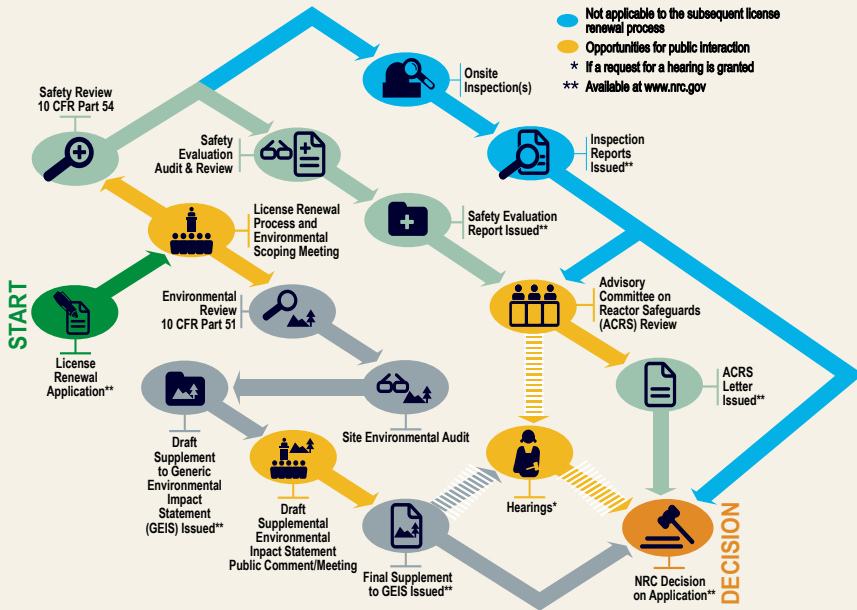 Not applicable to the subsequent license
renewal process
Opportunities for public interaction
* If a request for a hearing is granted
** Available at www.nrc.gov
Safety Review
10 CFR Part 54
Onsite
Inspection(s)
Safety
Evaluation
Audit & Review
Inspection
Reports
Issued**
License Renewal
Process and
Environmental
Scoping Meeting
Safety Evaluation
Report Issued**
START
License
Renewal
Application**
Environmental
Review
10 CFR Part 51
Advisory
Committee on
Reactor Safeguards
(ACRS) Review
ACRS
Letter
Issued**
Site Environmental Audit
Draft
Supplement
to Generic
Environmental
Impact
Statement
(GEIS) Issued**
Draft
Supplemental
Environmental
Impact Statement
Public Comment/Meeting
Hearings*
Final Supplement
to GEIS Issued**
NRC Decision
on Application**
DECISION